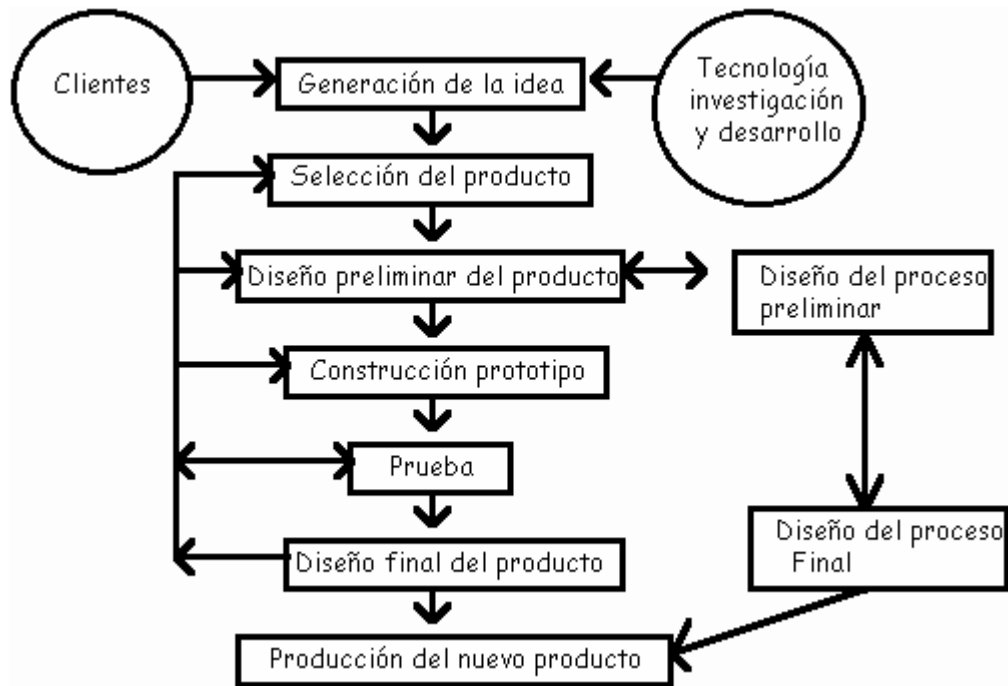 Clientes
Generación de la idea
Tecnología
investigación
y desarrollo
Selección del producto
Diseño preliminar del producto
Diseño del proceso
preliminar
Construcción prototipo
Prueba
Diseño final del producto
Diseño del proceso
Final
Producción del nuevo producto